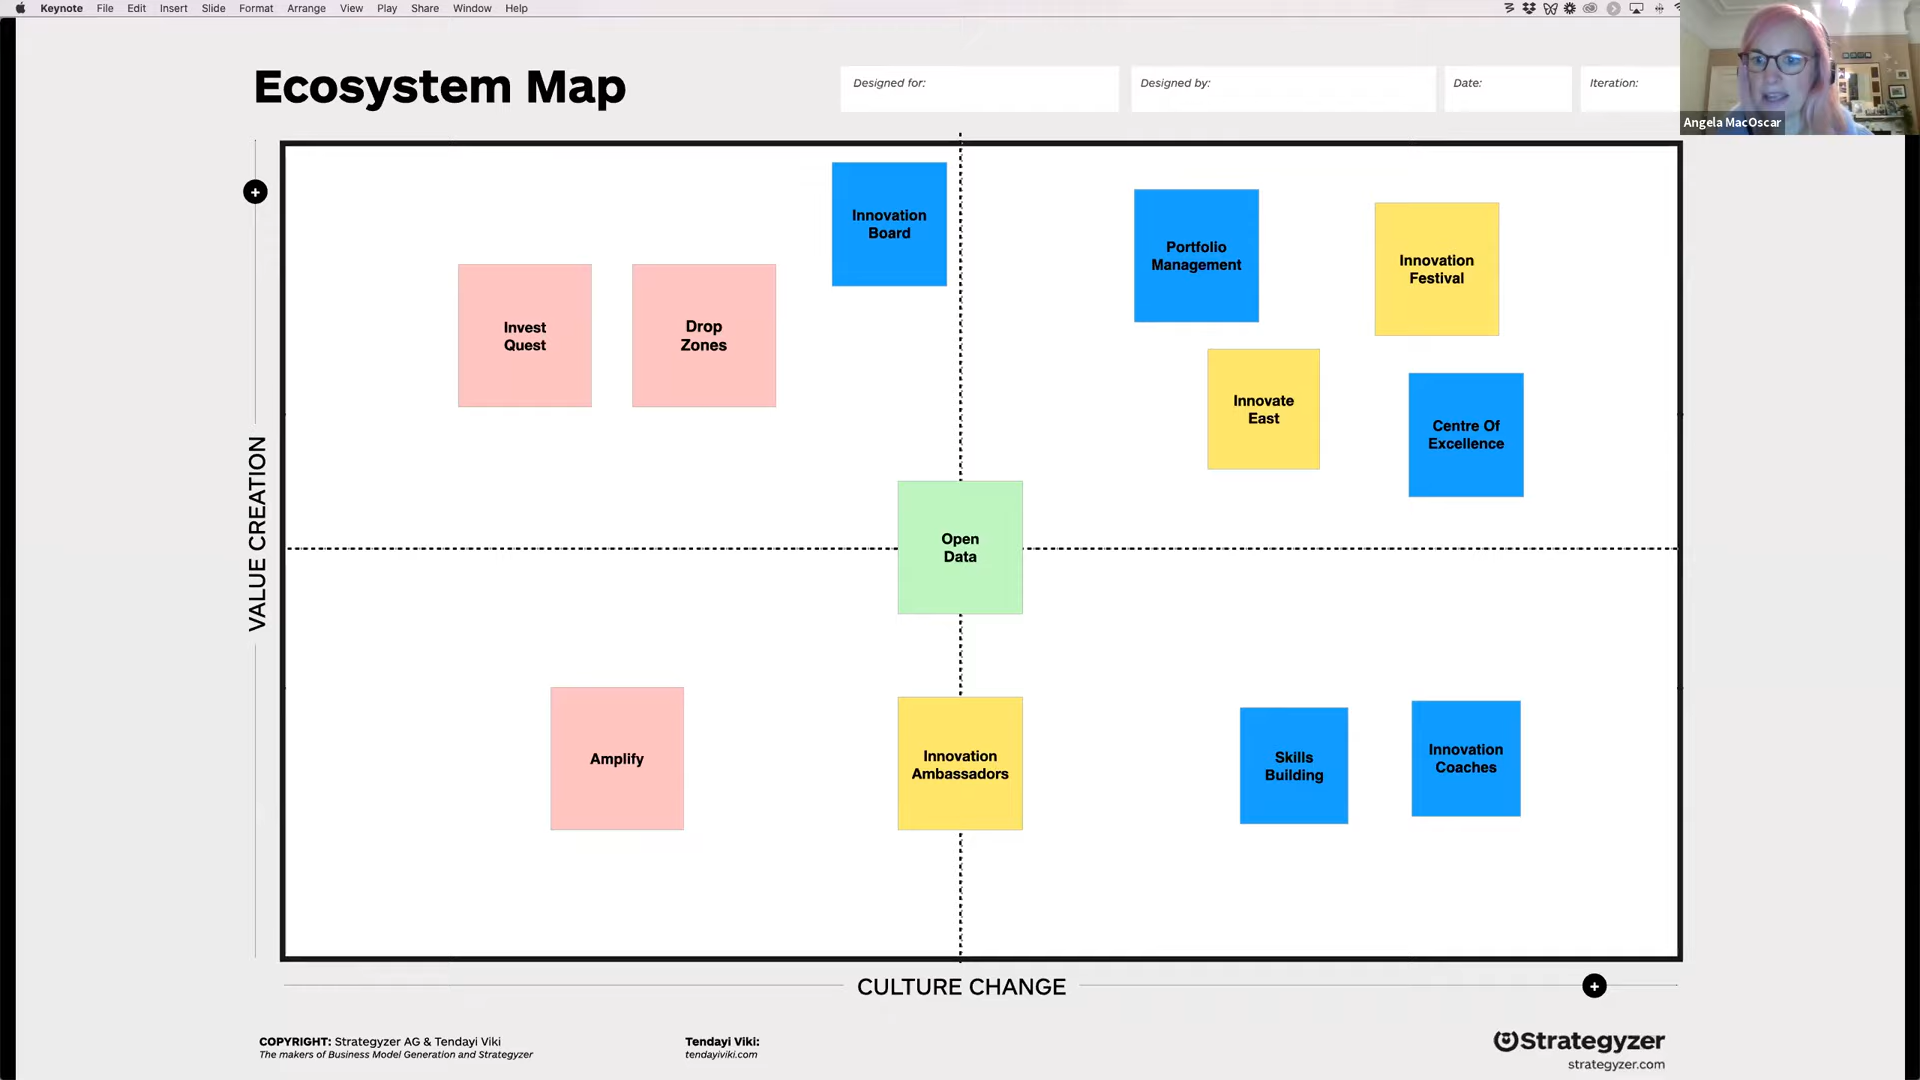 Keynote File Edit Insert Slide Format Arrange View Play Share Window Help
Ecosystem Map
Designed for:
Designed by:
Date:
Iteration:
Angela MacOscar
Innovation
Board
Portfolio
Management
Innovation
Festival
Invest
Quest
Drop
Zones
Innovate
East
Centre Of
Excellence
VALUE CREATION
Open
Data
Amplify
Innovation
Ambassadors
Skills
Building
Innovation
Coaches
CULTURE CHANGE
COPYRIGHT: Strategyzer AG & Tendayi Viki
The makers of Business Model Generation and Strategyzer
Tendayi Viki:
tendayiviki.com
Strategyzer
strategyzer.com